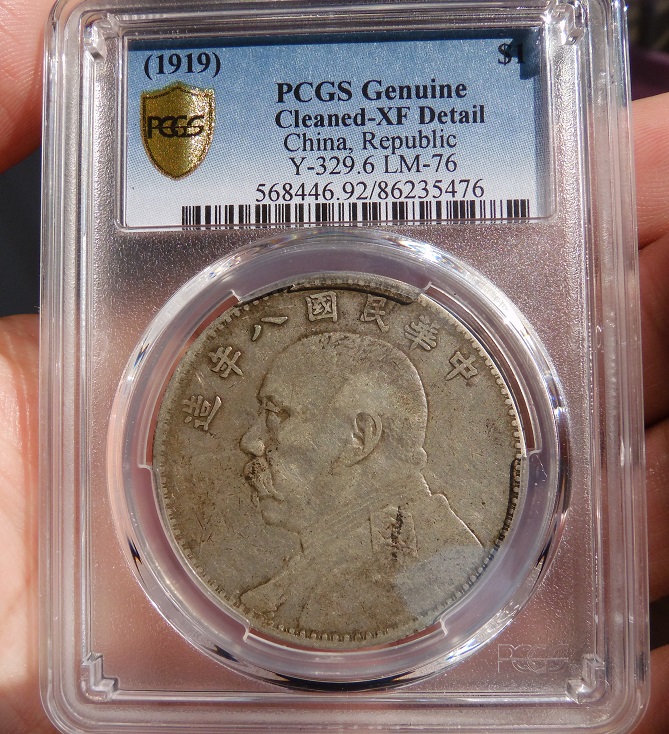 (1919) $1
PCGS
PCGS Genuine
Cleaned-XF Detail
China, Republic
Y-329.6 LM-76
568446.92/86235476
造年八國民華中
PCGS